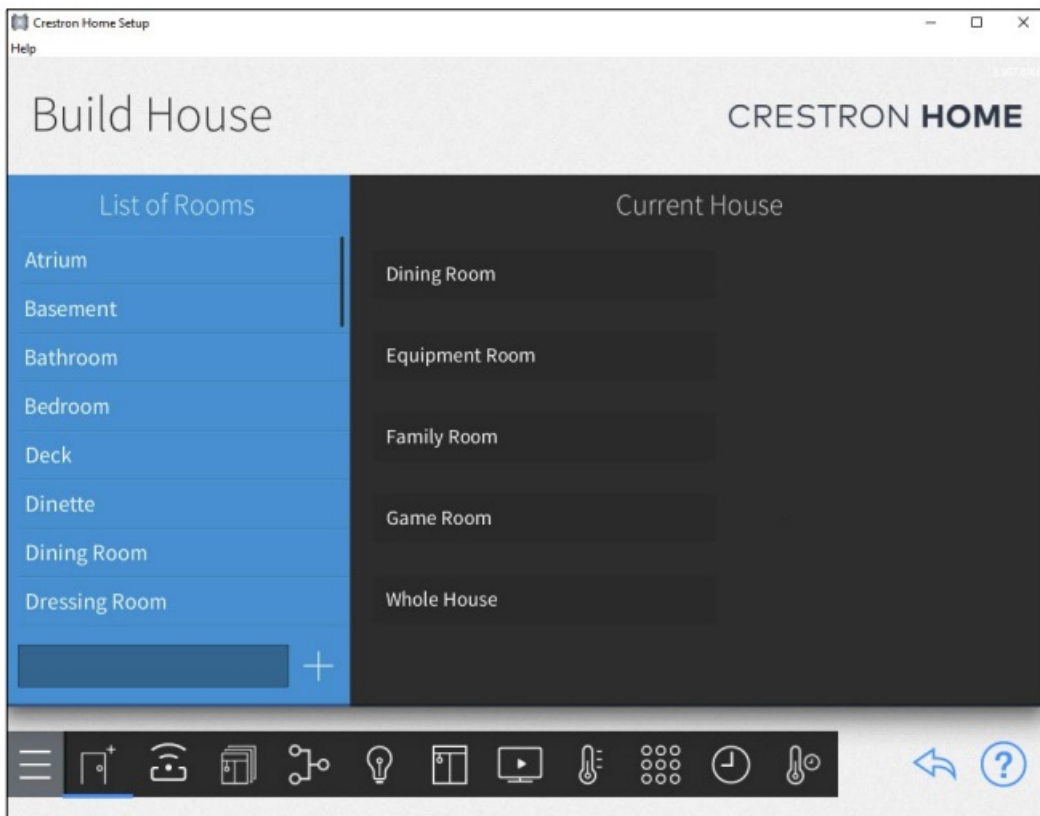 Crestron Home Setup
Help
Build House
CRESTRON HOME
List of Rooms
Current House
Atrium
Basement
Bathroom
Bedroom
Deck
Dinette
Dining Room
Dressing Room
Dining Room
Equipment Room
Family Room
Game Room
Whole House
?